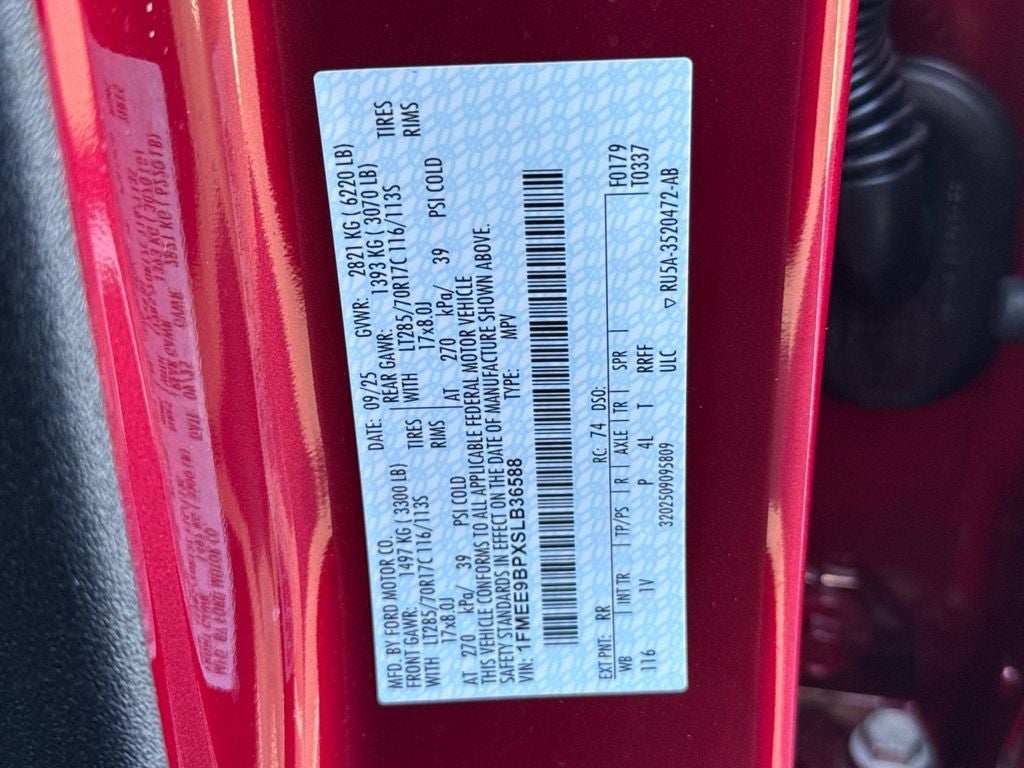 MFD. BY FORD MOTOR CO.
DATE: 09/25 GVWR: 2821 KG ( 6220 LB)
FRONT GAWR: 1497 KG ( 3300 LB) REAR GAWR: 1393 KG ( 3070 LB)
WITH LT285/70R17C 116/113S TIRES WITH LT285/70R17C 116/113S TIRES
17x8.0J RIMS 17x8.0J RIMS
AT 270 kPa/ 39 PSI COLD AT 270 kPa/ 39 PSI COLD
THIS VEHICLE CONFORMS TO ALL APPLICABLE FEDERAL MOTOR VEHICLE
SAFETY STANDARDS IN EFFECT ON THE DATE OF MANUFACTURE SHOWN ABOVE.
VIN: 1FMEE9BPXSLB36588 TYPE: MPV
EXT PNT: RR RC: 74 DSO: F0179
WB INT TR TP/PS R AXLE TR SPR T0337
116 1V P 4L T RRFF
ULC
320250909S809 ▽ RU5A-3520472-AB